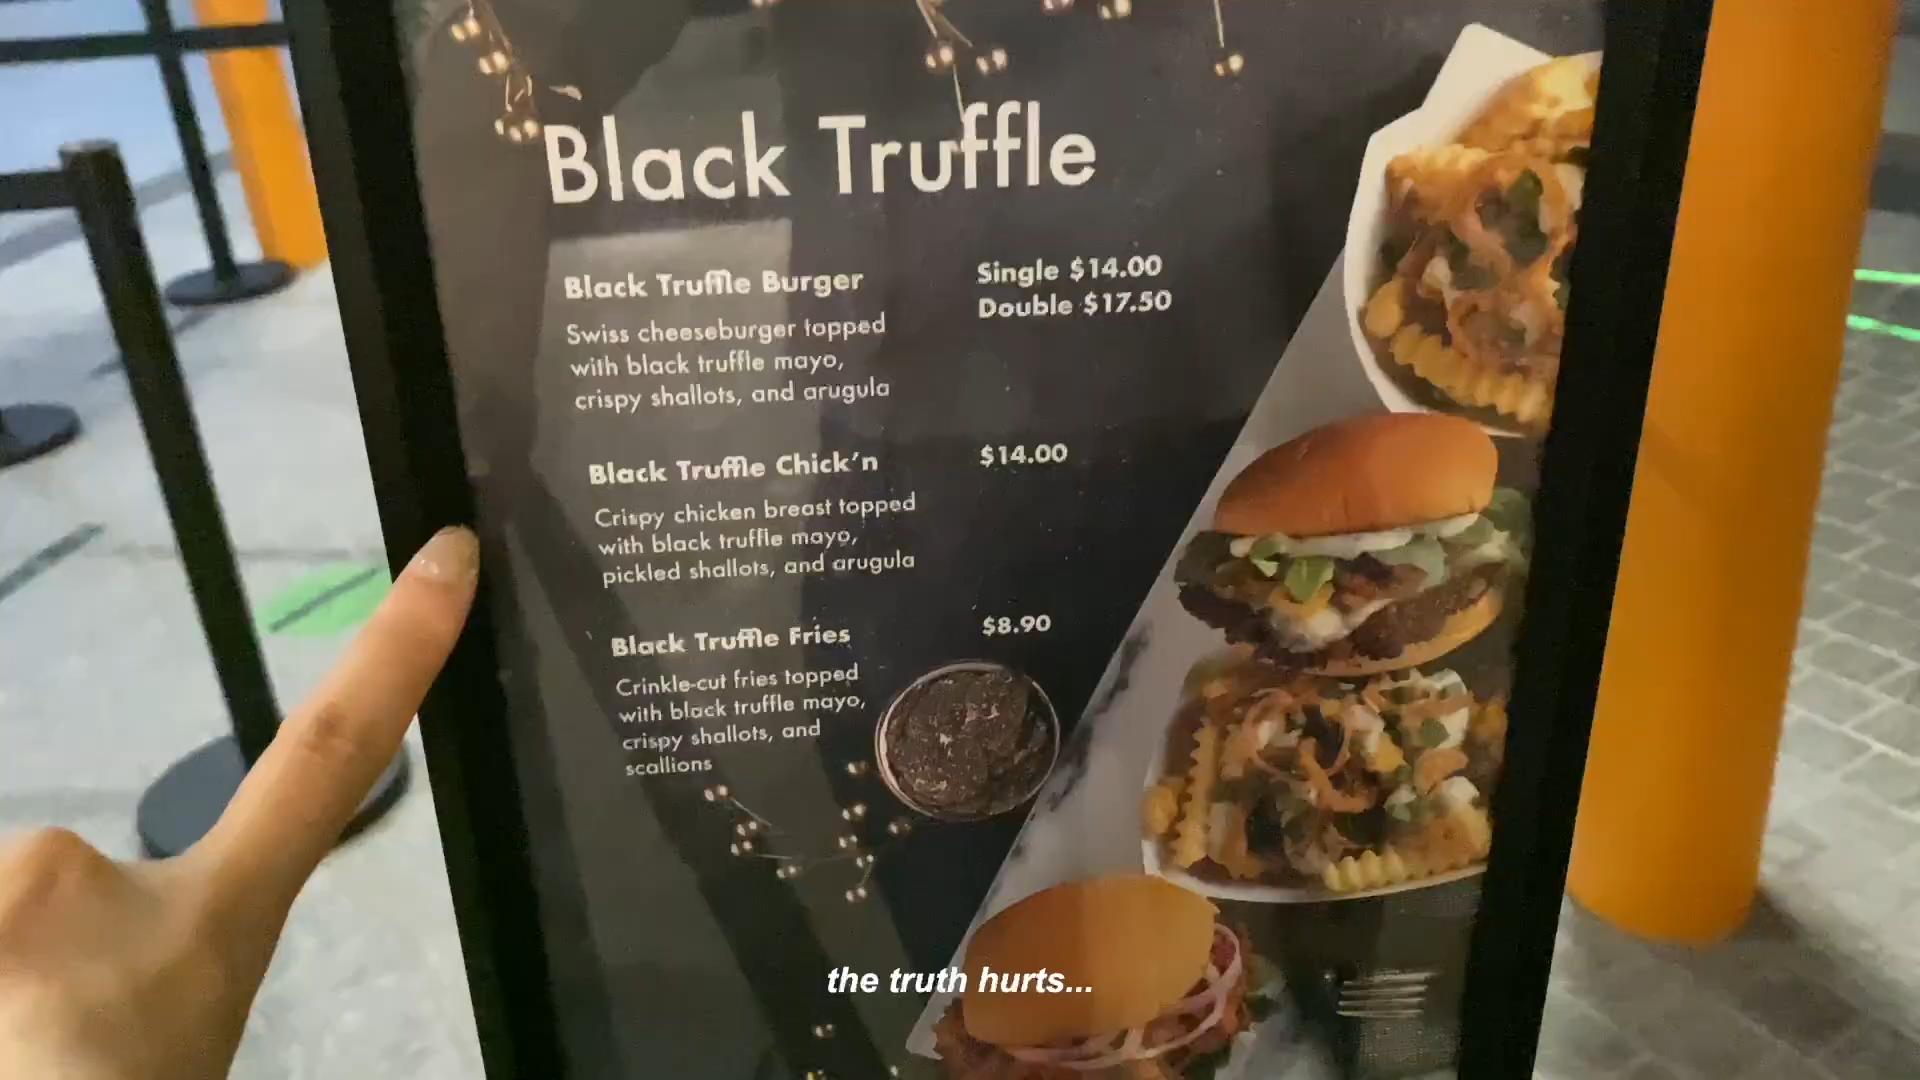 Black Truffle
Black Truffle Burger
Single $14.00
Double $17.50
Swiss cheeseburger topped
with black truffle mayo,
crispy shallots, and arugula
Black Truffle Chick'n
$14.00
Crispy chicken breast topped
with black truffle mayo,
pickled shallots, and arugula
Black Truffle Fries
$8.90
Crinkle-cut fries topped
with black truffle mayo,
crispy shallots, and
scallions
the truth hurts...